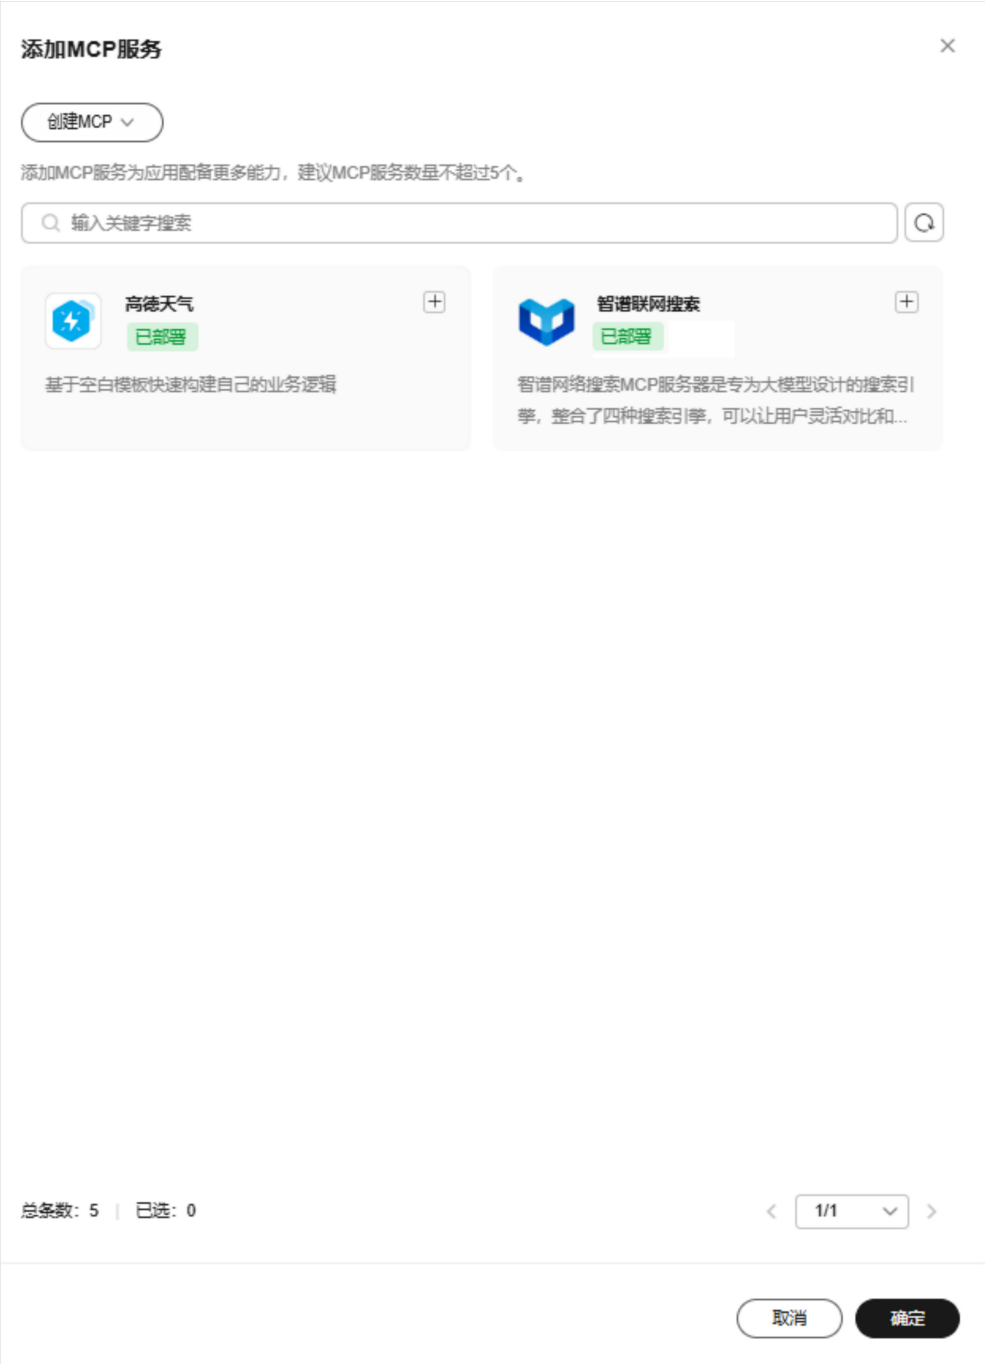 添加MCP服务
创建MCP
添加MCP服务为应用配备更多能力，建议MCP服务数量不超过5个。
输入关键字搜索
高德天气
已部署
基于空白模板快速构建自己的业务逻辑
智谱联网搜索
已部署
智谱网络搜索MCP服务器是专为大模型设计的搜索引
擎，整合了四种搜索引擎，可以让用户灵活对比和...
总条数：5 | 已选：0
1/1
取消
确定